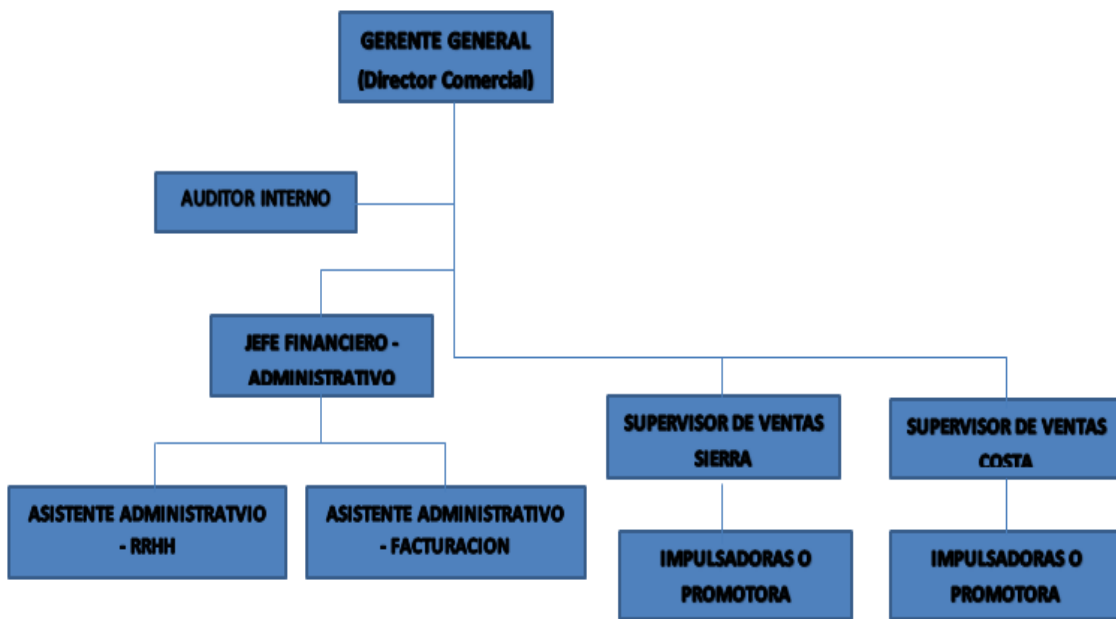 GERENTE GENERAL
(Director Comercial)
AUDITOR INTERNO
JEFE FINANCIERO -
ADMINISTRATIVO
SUPERVISOR DE VENTAS
SIERRA
SUPERVISOR DE VENTAS
COSTA
ASISTENTE ADMINISTRATVIO
- RRHH
ASISTENTE ADMINISTRATIVO
- FACTURACION
IMPULSADORAS O
PROMOTORA
IMPULSADORAS O
PROMOTORA